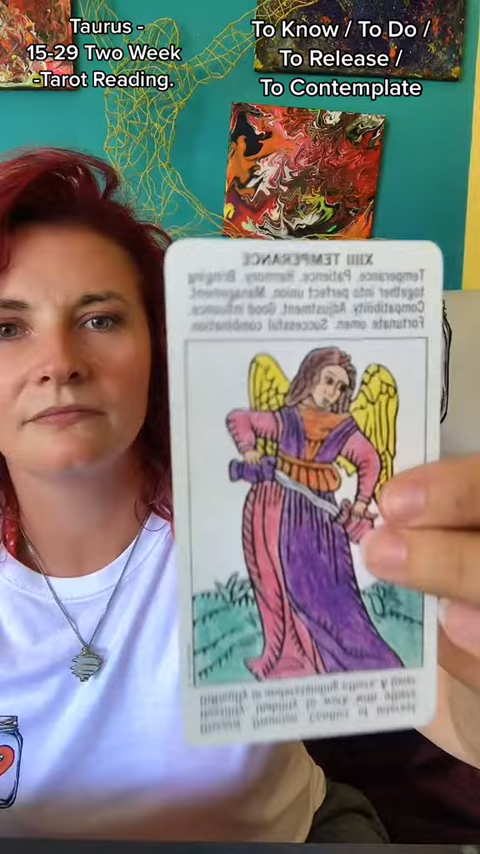 Taurus -
15-29 Two Week
-Tarot Reading.
To Know / To Do /
To Release /
To Contemplate
XIIII TEMPERANCE
Temperance. Patience. Harmony. Bringing
together into perfect union. Management.
Compatibility. Adjustment. Good influence.
Fortunate omen. Successful combination